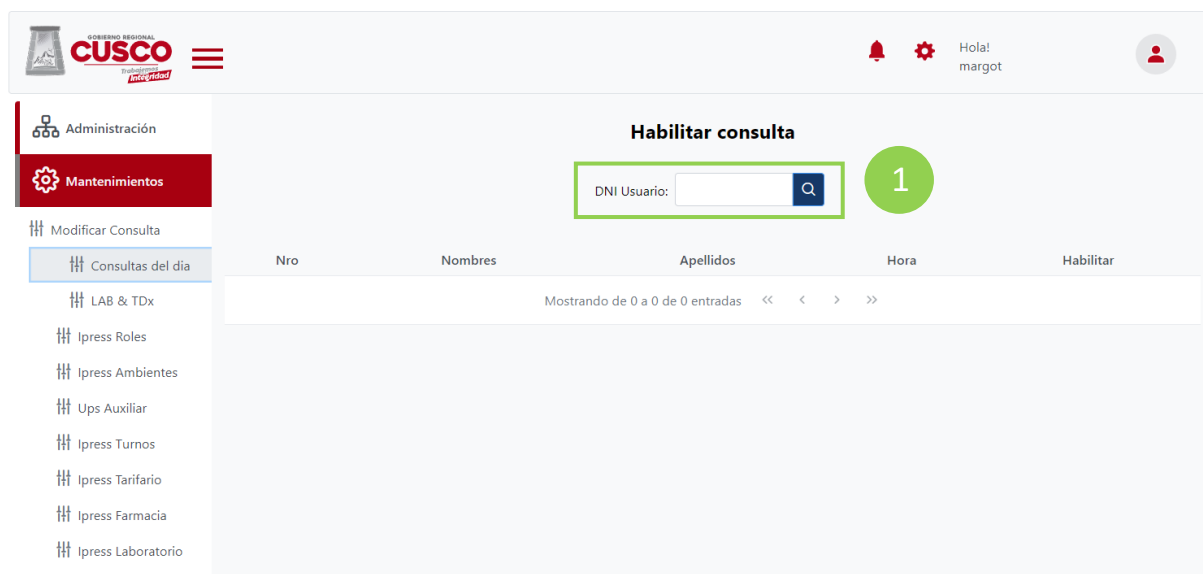 GOBIERNO REGIONAL
CUSCO
Trabajemos
Integridad
Hola!
margot
Administración
Mantenimientos
Modificar Consulta
Consultas del día
LAB & TDx
Ipress Roles
Ipress Ambientes
Ups Auxiliar
Ipress Turnos
Ipress Tarifario
Ipress Farmacia
Ipress Laboratorio
Habilitar consulta
DNI Usuario:
1
Nro Nombres Apellidos Hora Habilitar
Mostrando de 0 a 0 de 0 entradas << < > >>